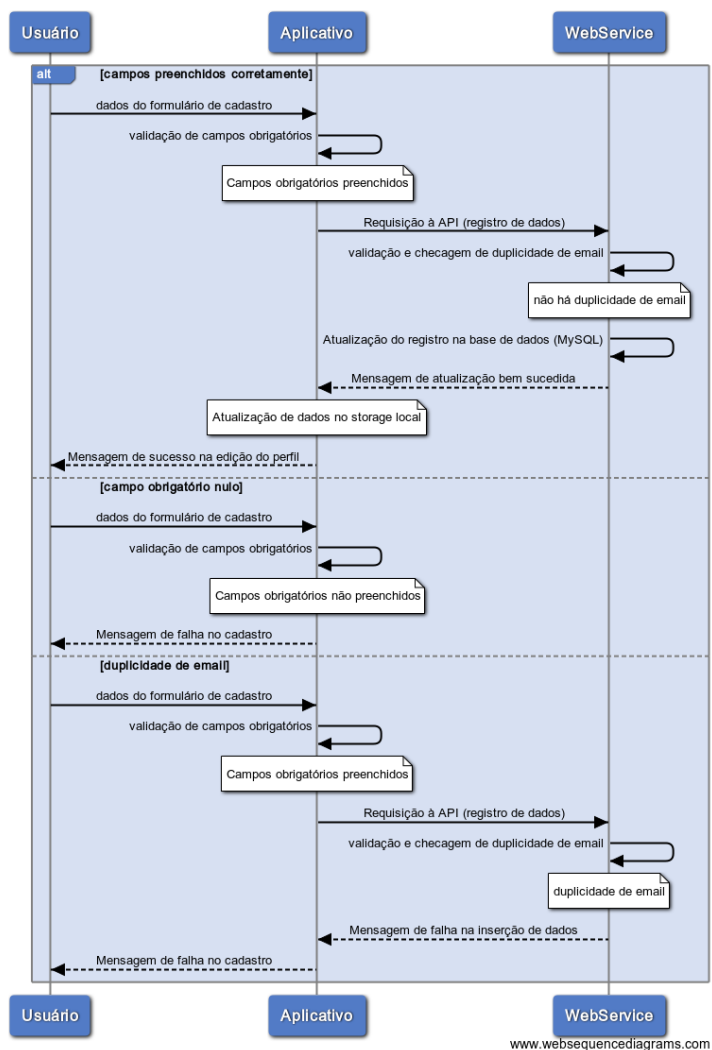 Usuário
Aplicativo
WebService
alt
[campos preenchidos corretamente]
dados do formulário de cadastro
validação de campos obrigatórios
Campos obrigatórios preenchidos
Requisição à API (registro de dados)
validação e checagem de duplicidade de email
não há duplicidade de email
Atualização do registro na base de dados (MySQL)
Mensagem de atualização bem sucedida
Atualização de dados no storage local
Mensagem de sucesso na edição do perfil
[campo obrigatório nulo]
dados do formulário de cadastro
validação de campos obrigatórios
Campos obrigatórios não preenchidos
Mensagem de falha no cadastro
[duplicidade de email]
dados do formulário de cadastro
validação de campos obrigatórios
Campos obrigatórios preenchidos
Requisição à API (registro de dados)
validação e checagem de duplicidade de email
duplicidade de email
Mensagem de falha na inserção de dados
Mensagem de falha no cadastro
Usuário
Aplicativo
WebService
www.websequencediagrams.com